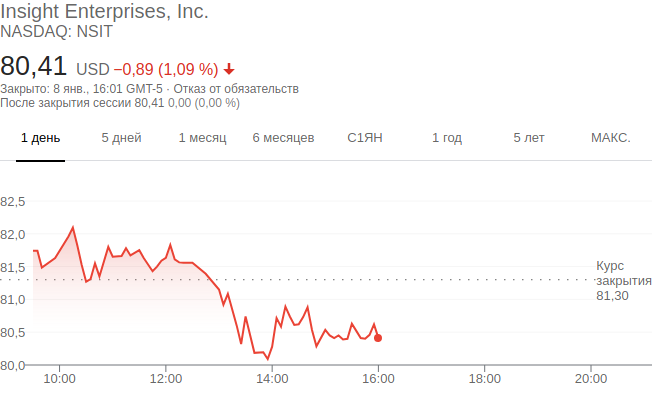 Insight Enterprises, Inc.
NASDAQ: NSIT
80,41 USD −0,89 (1,09 %)
Закрыто: 8 янв., 16:01 GMT-5 · Отказ от обязательств
После закрытия сессии 80,41 0,00 (0,00 %)
1 день 5 дней 1 месяц 6 месяцев С1ЯН 1 год 5 лет МАКС.
82,5
82,0
81,5
81,0
80,5
80,0
Курс
закрытия
81,30
10:00 12:00 14:00 16:00 18:00 20:00